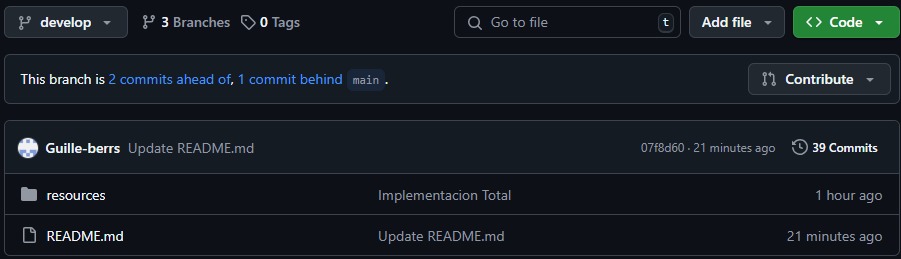 develop 3 Branches 0 Tags Go to file t Add file Code
This branch is 2 commits ahead of, 1 commit behind main. Contribute
Guille-berrs Update README.md 07f8d60 · 21 minutes ago 39 Commits
resources Implementacion Total 1 hour ago
README.md Update README.md 21 minutes ago